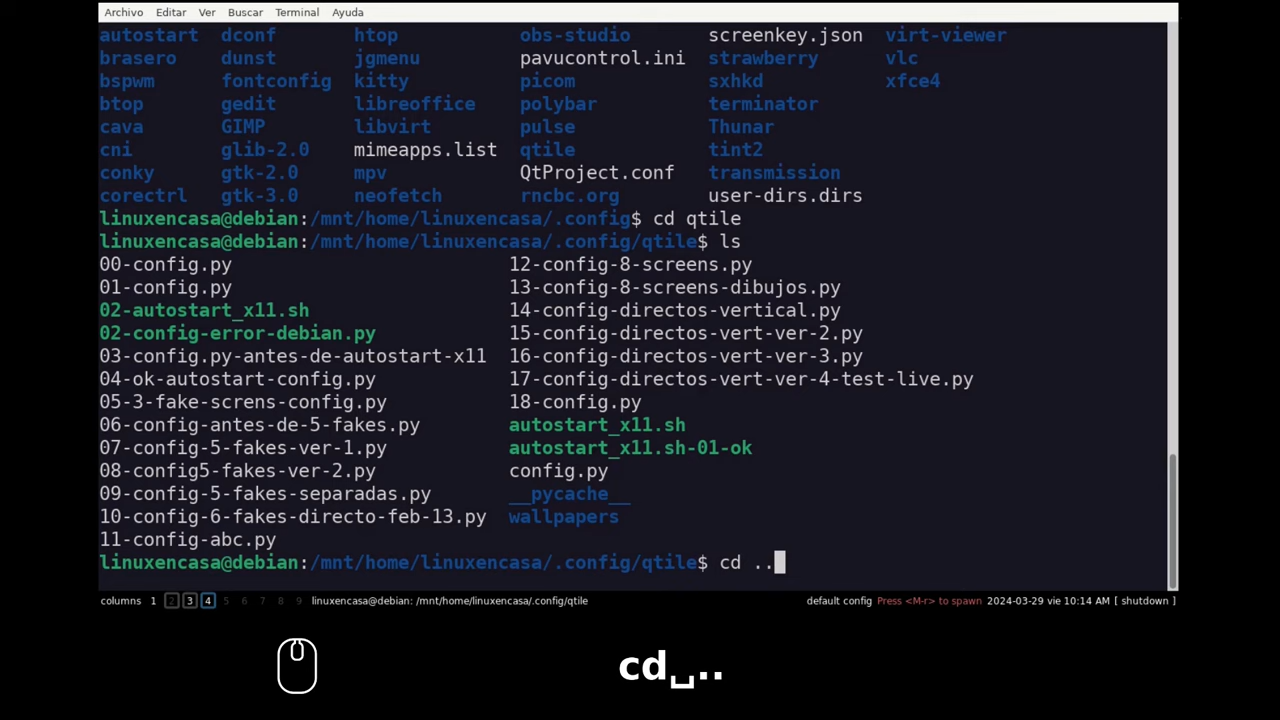 Archivo Editar Ver Buscar Terminal Ayuda
autostart dconf htop obs-studio screenkey.json virt-viewer
brasero dunst jgmenu pavucontrol.ini strawberry vlc
bspwm fontconfig kitty picom sxhkd xfce4
btop gedit libreoffice polybar terminator
cava GIMP libvirt pulse Thunar
cni glib-2.0 mimeapps.list qtile tint2
conky gtk-2.0 mpv QtProject.conf transmission
corectrl gtk-3.0 neofetch rncbc.org user-dirs.dirs
linuxencasa@debian:/mnt/home/linuxencasa/.config$ cd qtile
linuxencasa@debian:/mnt/home/linuxencasa/.config/qtile$ ls
00-config.py 12-config-8-screens.py
01-config.py 13-config-8-screens-dibujos.py
02-autostart_x11.sh 14-config-directos-vertical.py
02-config-error-debian.py 15-config-directos-vert-ver-2.py
03-config.py-antes-de-autostart-x11 16-config-directos-vert-ver-3.py
04-ok-autostart-config.py 17-config-directos-vert-ver-4-test-live.py
05-3-fake-screns-config.py 18-config.py
06-config-antes-de-5-fakes.py autostart_x11.sh
07-config-5-fakes-ver-1.py autostart_x11.sh-01-ok
08-config5-fakes-ver-2.py config.py
09-config-5-fakes-separadas.py __pycache__
10-config-6-fakes-directo-feb-13.py wallpapers
11-config-abc.py
linuxencasa@debian:/mnt/home/linuxencasa/.config/qtile$ cd ..
columns 1 2 3 4 5 6 7 8 9 linuxencasa@debian: /mnt/home/linuxencasa/.config/qtile default config Press <M-r> to spawn 2024-03-29 vie 10:14 AM [ shutdown ]
cd␣..